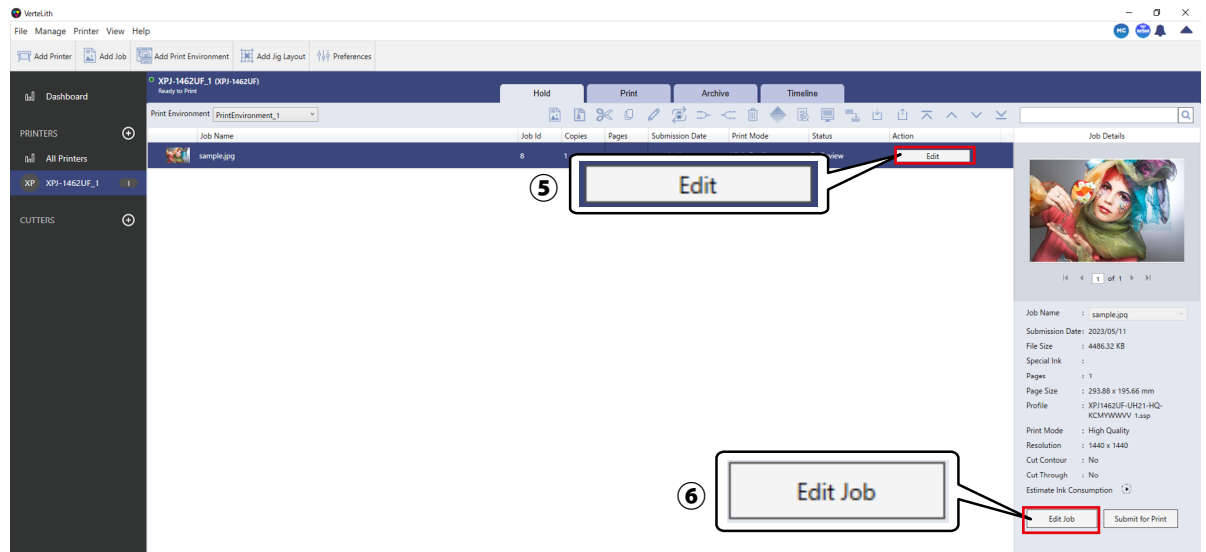 VerteLith
File Manage Printer View Help
MC MSW
Add Printer Add Job Add Print Environment Add Jig Layout Preferences
Dashboard
PRINTERS
All Printers
XP XPJ-1462UF_1 1
CUTTERS
XPJ-1462UF_1 (XPJ-1462UF)
Ready to Print
Hold Print Archive Timeline
Print Environment PrintEnvironment_1
Job Name Job Id Copies Pages Submission Date Print Mode Status Action
sample.jpg 8 1 Edit
⑤ Edit
Job Details
1 of 1
Job Name : sample.jpg
Submission Date: 2023/05/11
File Size : 4486.32 KB
Special Ink :
Pages : 1
Page Size : 293.88 x 195.66 mm
Profile : XPJ1462UF-UH21-HQ-
KCMYWWVV 1.ssp
Print Mode : High Quality
Resolution : 1440 x 1440
Cut Contour : No
Cut Through : No
Estimate Ink Consumption
⑥ Edit Job
Edit Job Submit for Print